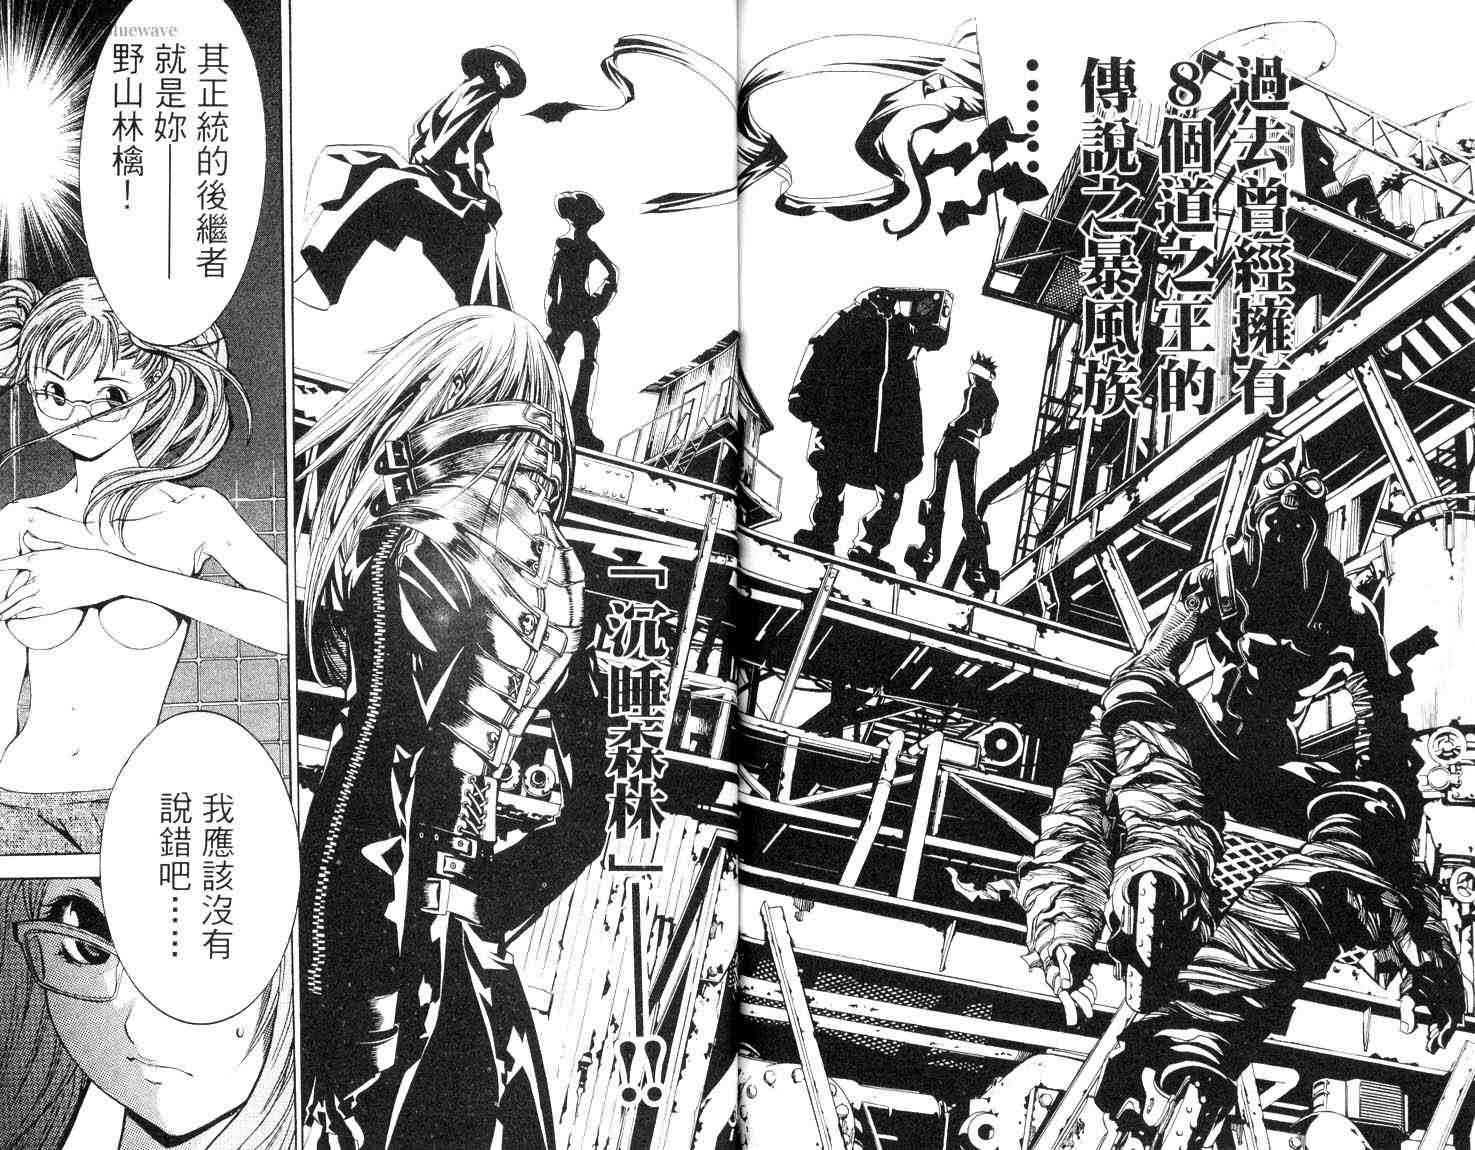 過去曾經擁有
8個道之王的
傳說之暴風族
……
「沉睡森林」——!!
其正統的後繼者
就是妳——
野山林檎！
我應該沒有
說錯吧……
luewave